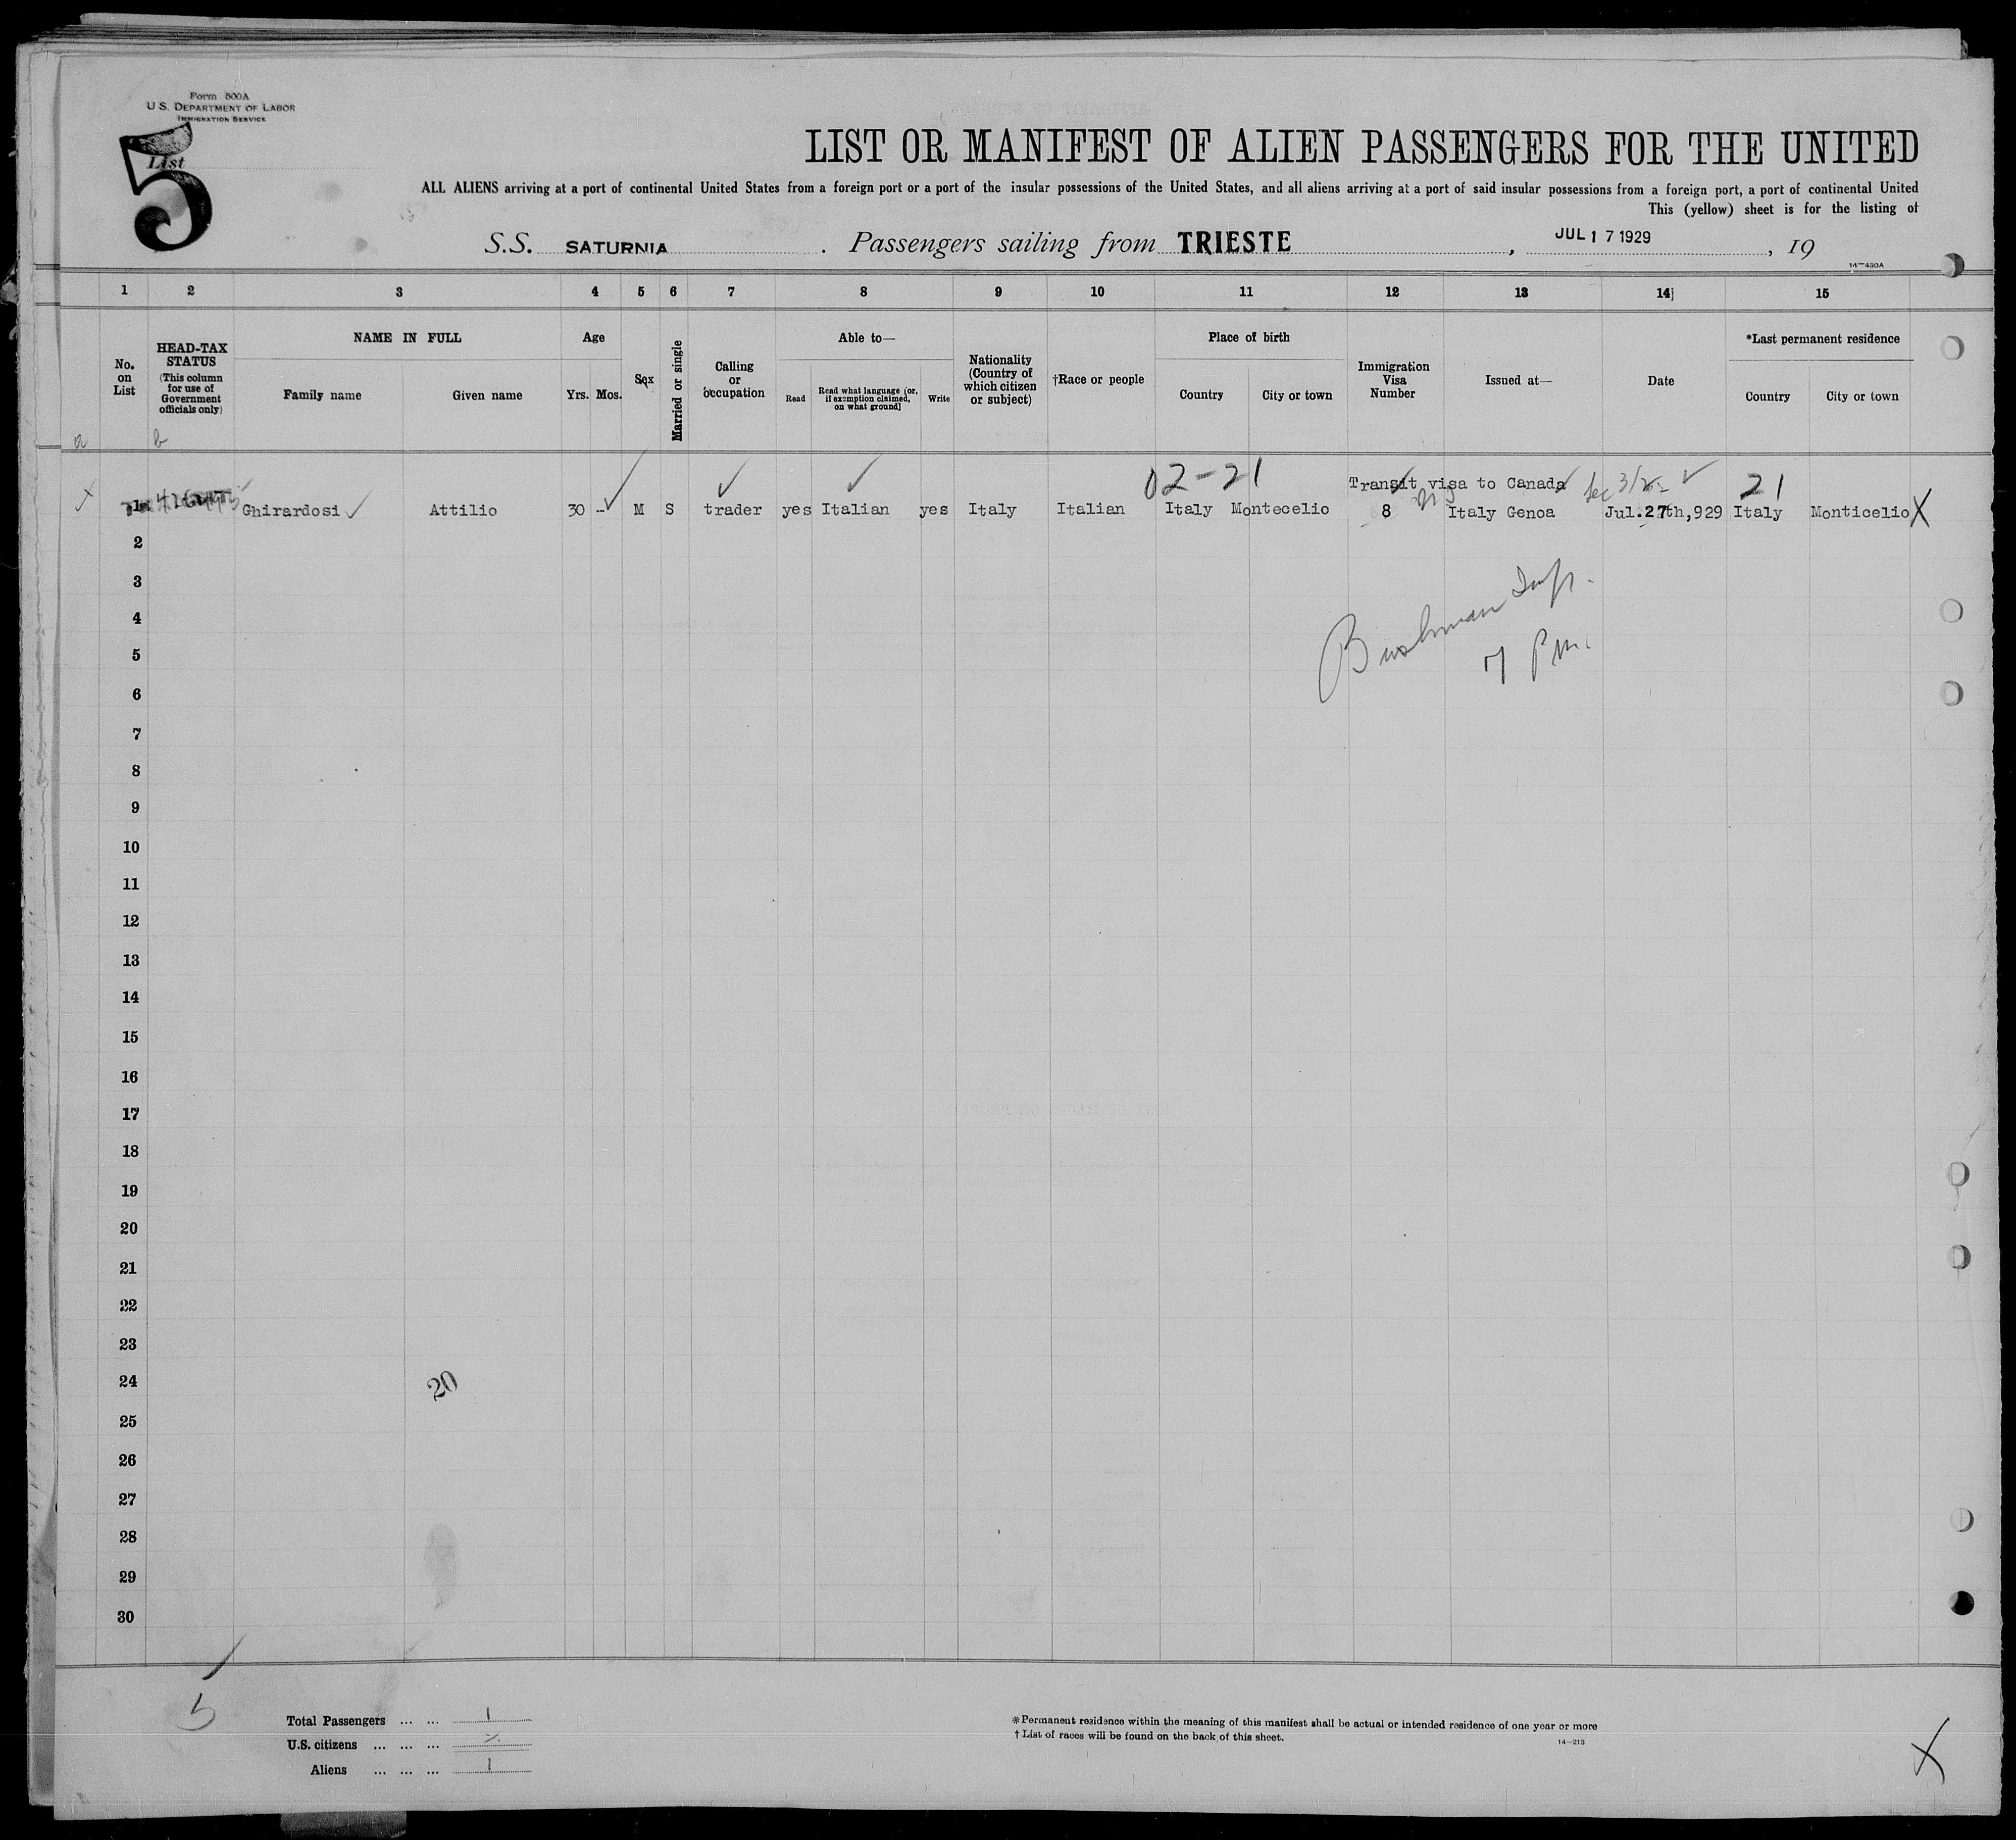 Form 500A
U. S. DEPARTMENT OF LABOR
IMMIGRATION SERVICE
List
5
LIST OR MANIFEST OF ALIEN PASSENGERS FOR THE UNITED
ALL ALIENS arriving at a port of continental United States from a foreign port or a port of the insular possessions of the United States, and all aliens arriving at a port of said insular possessions from a foreign port, a port of continental United
This (yellow) sheet is for the listing of
S.S. SATURNIA . Passengers sailing from TRIESTE , JUL 17 1929 , 19
14—430A
1 2 3 4 5 6 7 8 9 10 11 12 13 14 15
No. on List
HEAD-TAX STATUS (This column for use of Government officials only)
NAME IN FULL
Family name Given name
Age
Yrs. Mos.
Sex
Married or single
Calling or occupation
Able to—
Read Read what language (or, if exemption claimed, on what ground) Write
Nationality (Country of which citizen or subject)
†Race or people
Place of birth
Country City or town
Immigration Visa Number
Issued at—
Date
*Last permanent residence
Country City or town
a b
02-21 Transit visa to Canada 21
1 Ghirardosi Attilio 30 - M S trader yes Italian yes Italy Italian Italy Montecelio 8 Italy Genoa Jul.27th,929 Italy Monticelio X
2
3
4
5
6
7
8
9
10
11
12
13
14
15
16
17
18
19
20
21
22
23
24
20
25
26
27
28
29
30
5
Total Passengers ... ... 1
U.S. citizens ... ... ...
Aliens ... ... ... 1
*Permanent residence within the meaning of this manifest shall be actual or intended residence of one year or more
† List of races will be found on the back of this sheet.
14—213
X